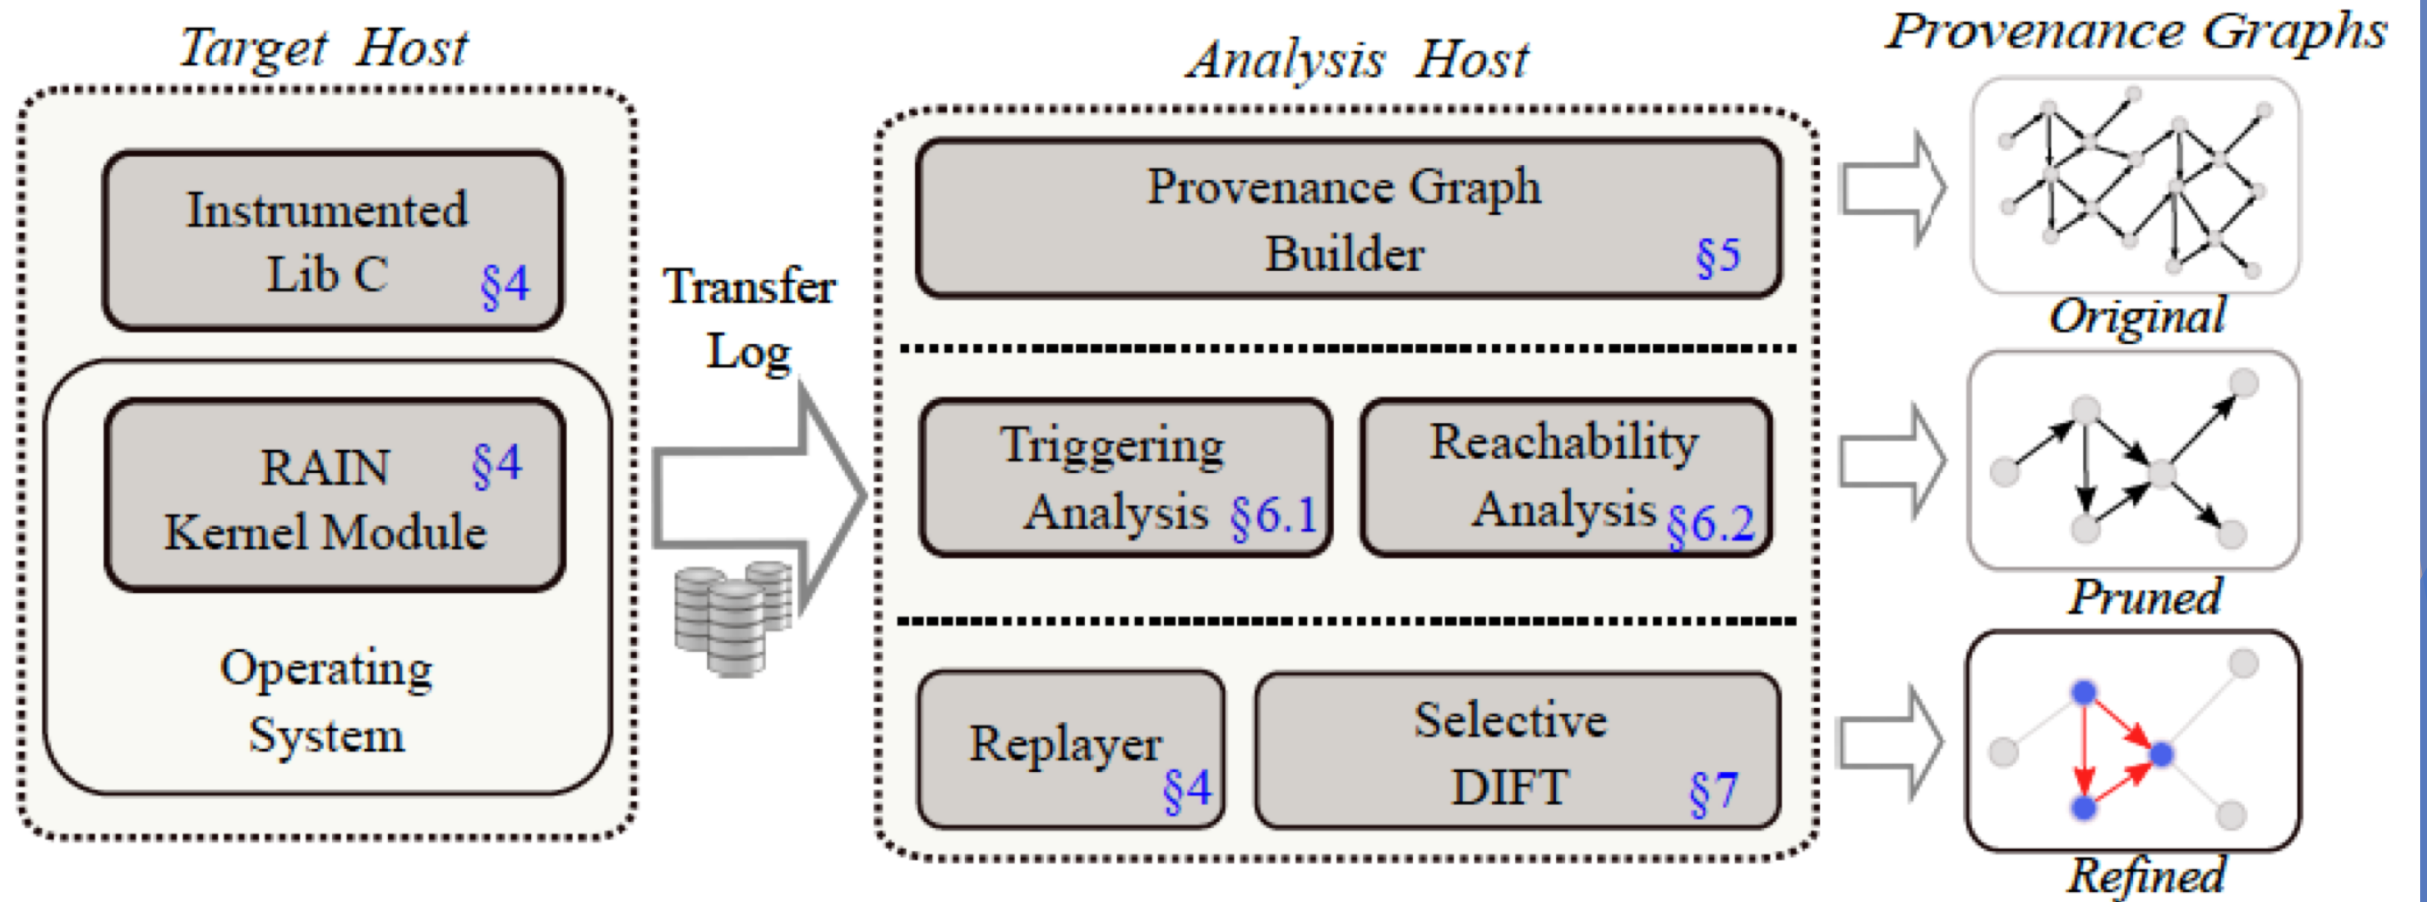 Target Host
Instrumented
Lib C §4
RAIN §4
Kernel Module
Operating
System
Transfer
Log
Analysis Host
Provenance Graph
Builder §5
Triggering
Analysis §6.1
Reachability
Analysis §6.2
Replayer
§4
Selective
DIFT §7
Provenance Graphs
Original
Pruned
Refined